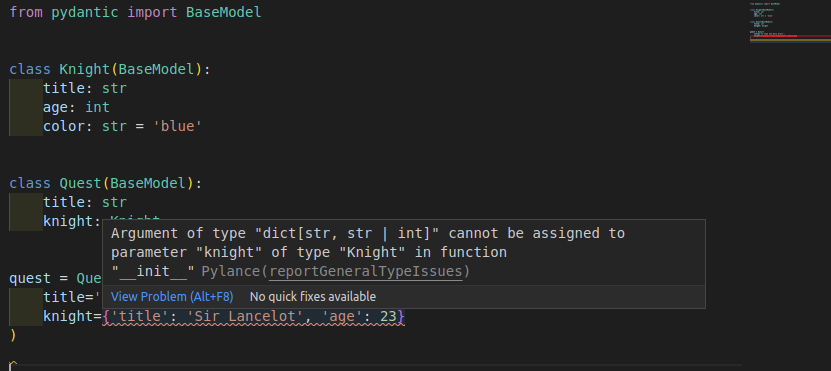 from pydantic import BaseModel
class Knight(BaseModel):
title: str
age: int
color: str = 'blue'
class Quest(BaseModel):
title: str
knight:
Argument of type "dict[str, str | int]" cannot be assigned to
parameter "knight" of type "Knight" in function
"__init__" Pylance(reportGeneralTypeIssues)
View Problem (Alt+F8) No quick fixes available
quest = Que
title='
knight={'title': 'Sir Lancelot', 'age': 23}
)